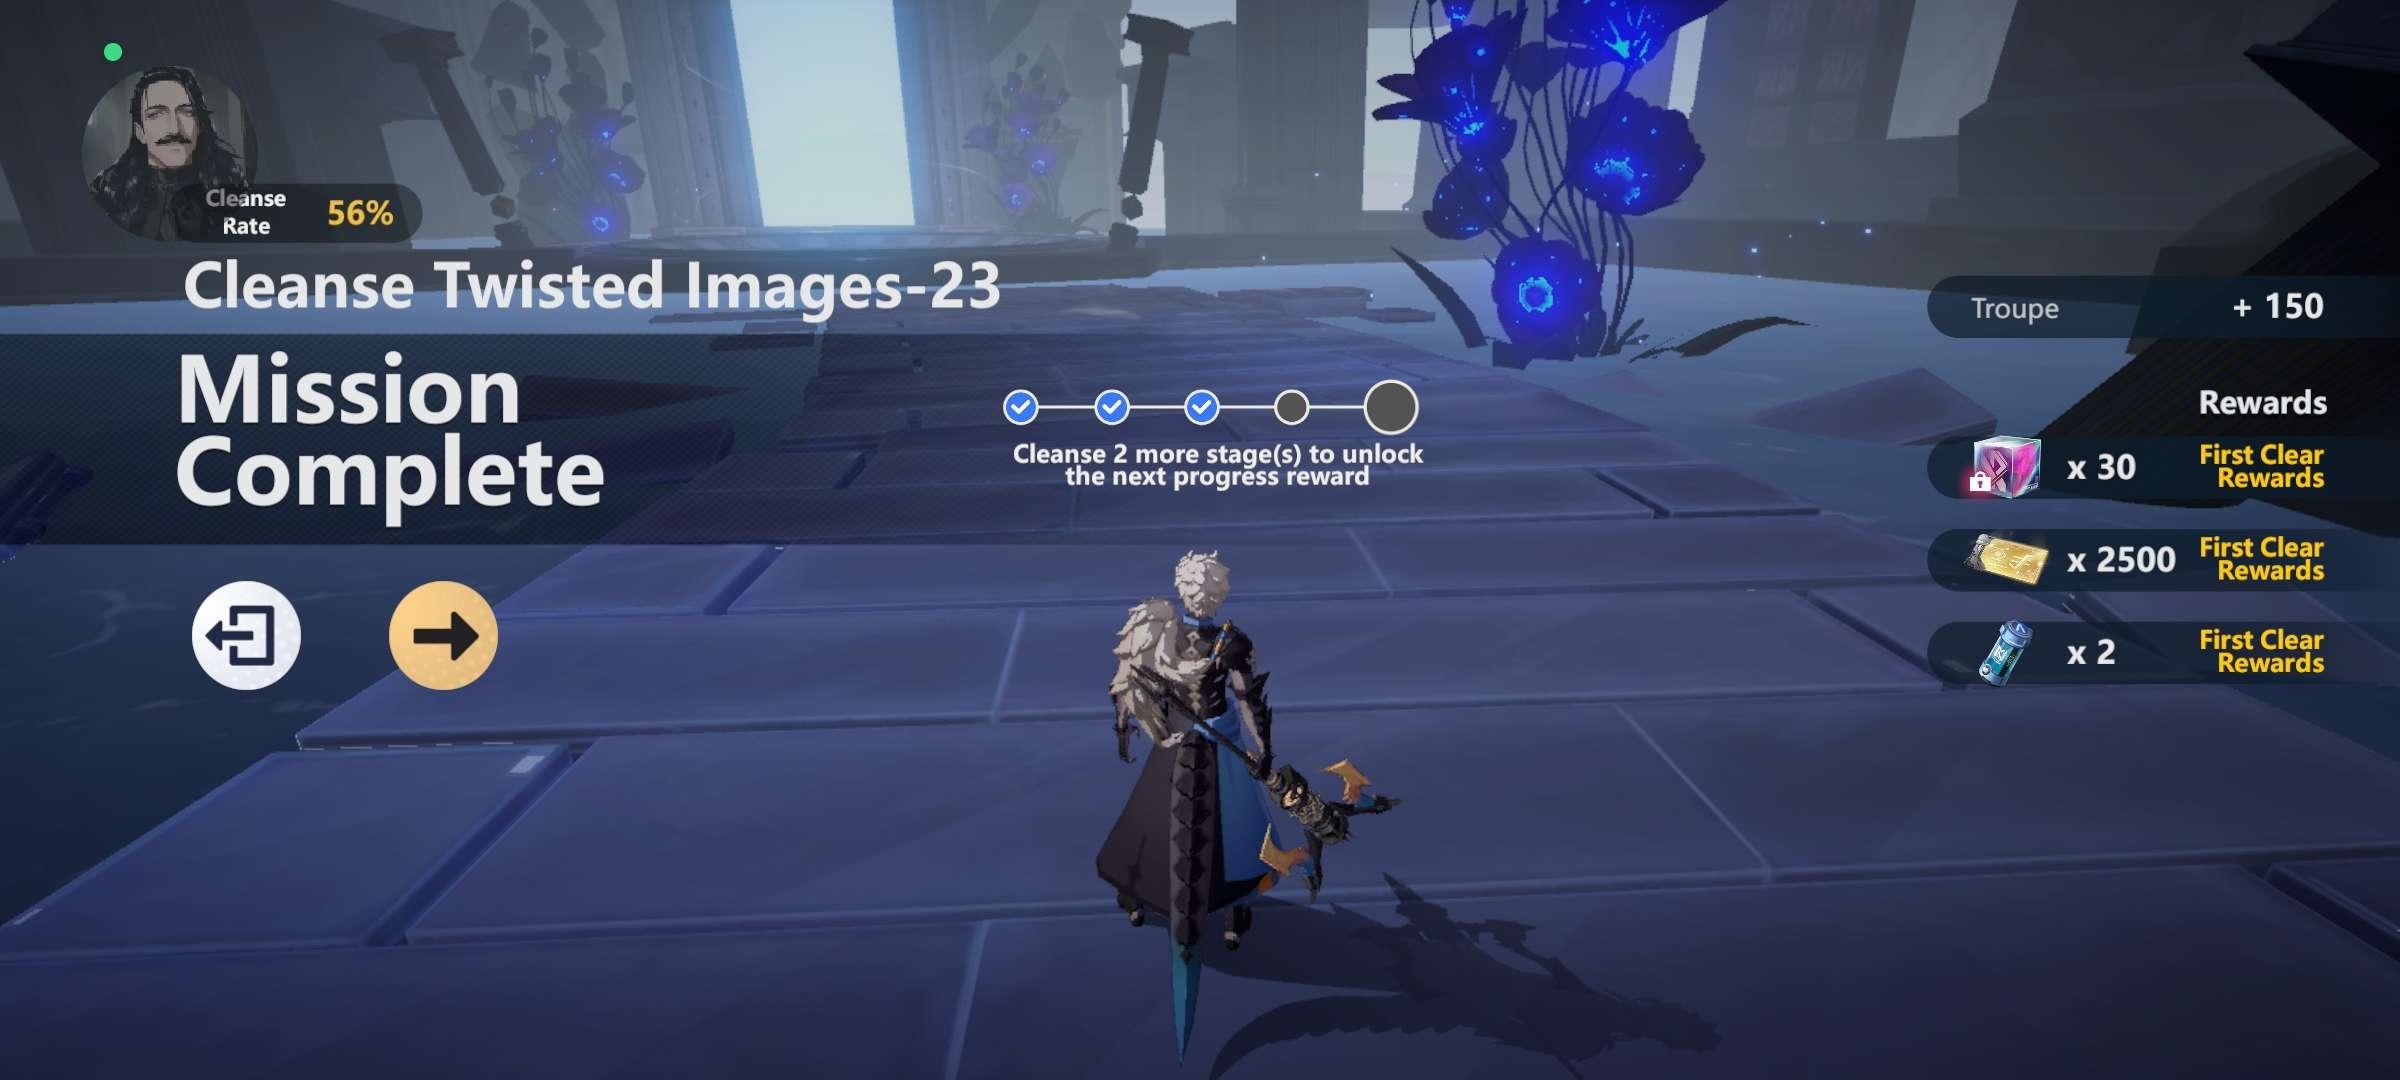 Cleanse
Rate
56%
Cleanse Twisted Images-23
Mission
Complete
Cleanse 2 more stage(s) to unlock
the next progress reward
Troupe + 150
Rewards
x 30
First Clear
Rewards
x 2500
First Clear
Rewards
x 2
First Clear
Rewards